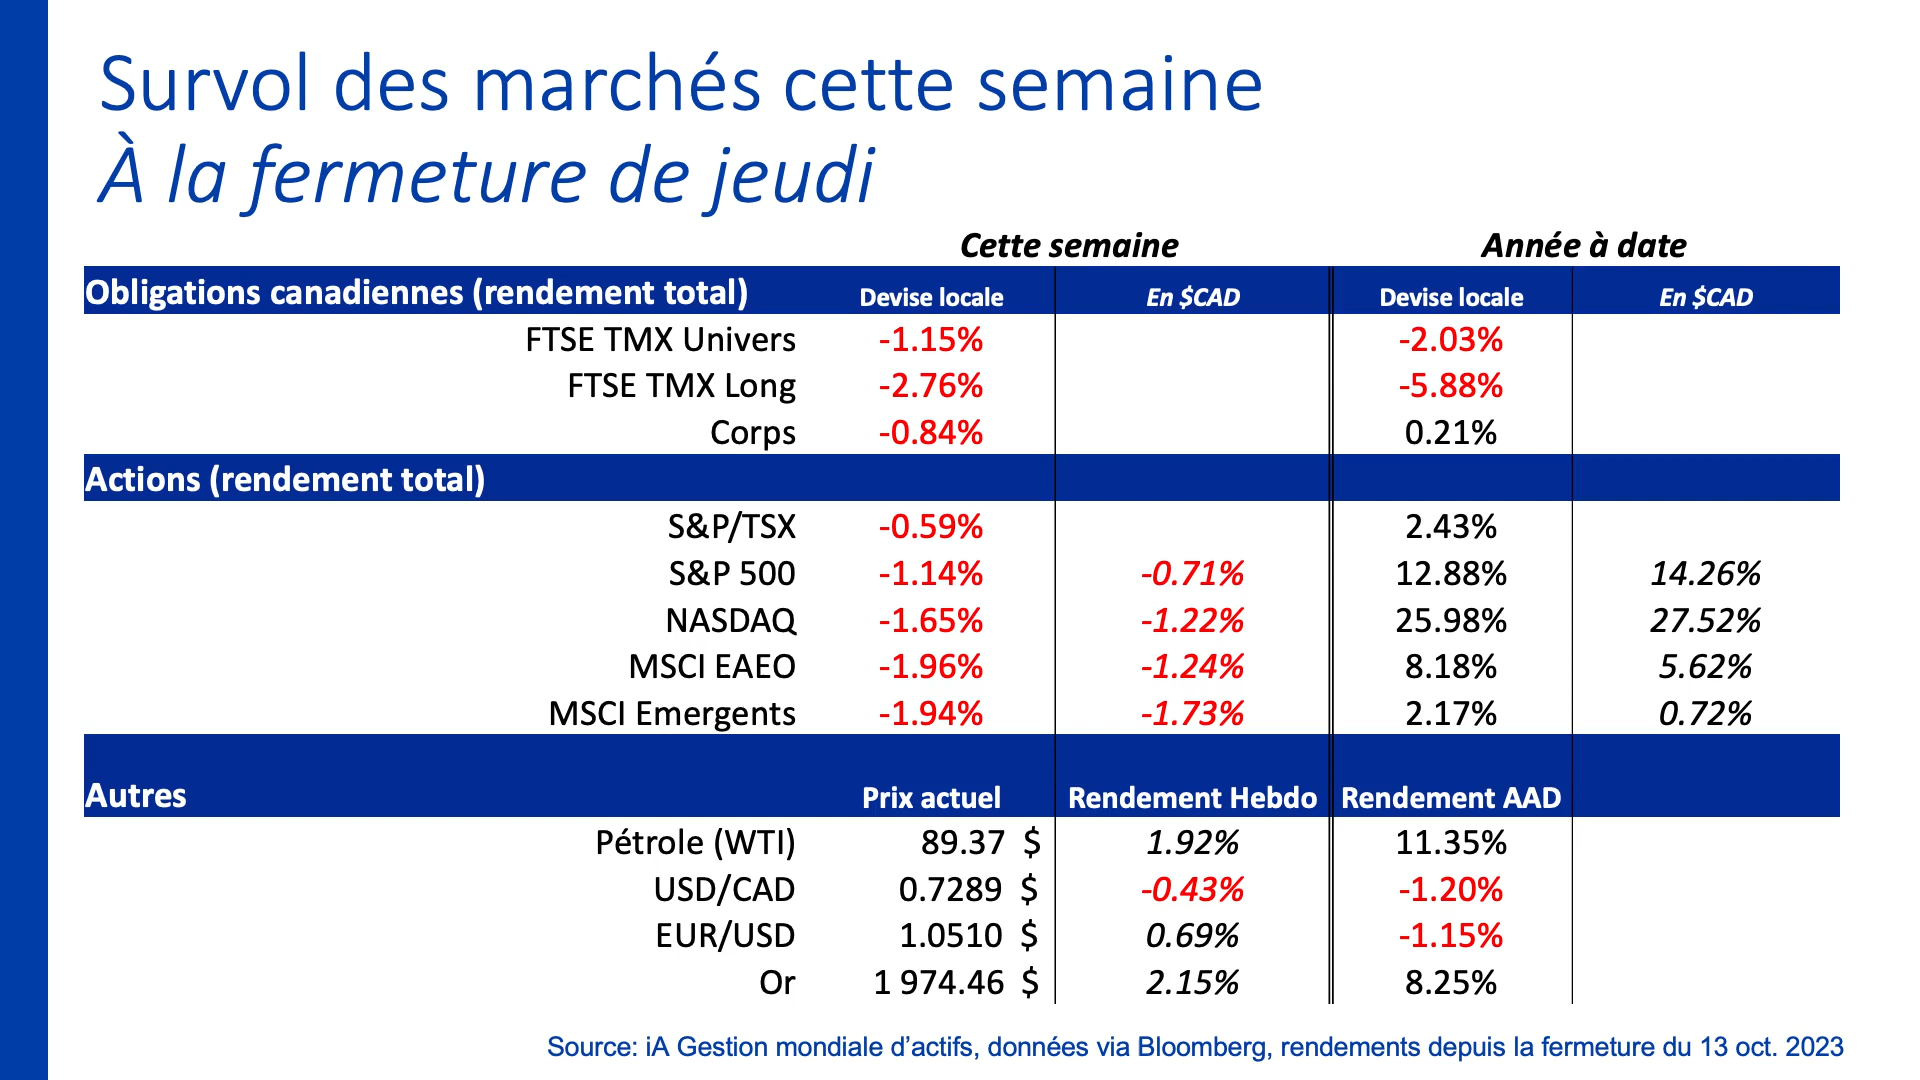 Survol des marchés cette semaine
À la fermeture de jeudi
Cette semaine Année à date
Obligations canadiennes (rendement total) Devise locale En $CAD Devise locale En $CAD
FTSE TMX Univers -1.15% -2.03%
FTSE TMX Long -2.76% -5.88%
Corps -0.84% 0.21%
Actions (rendement total)
S&P/TSX -0.59% 2.43%
S&P 500 -1.14% -0.71% 12.88% 14.26%
NASDAQ -1.65% -1.22% 25.98% 27.52%
MSCI EAEO -1.96% -1.24% 8.18% 5.62%
MSCI Emergents -1.94% -1.73% 2.17% 0.72%
Autres Prix actuel Rendement Hebdo Rendement AAD
Pétrole (WTI) 89.37 $ 1.92% 11.35%
USD/CAD 0.7289 $ -0.43% -1.20%
EUR/USD 1.0510 $ 0.69% -1.15%
Or 1 974.46 $ 2.15% 8.25%
Source: iA Gestion mondiale d’actifs, données via Bloomberg, rendements depuis la fermeture du 13 oct. 2023